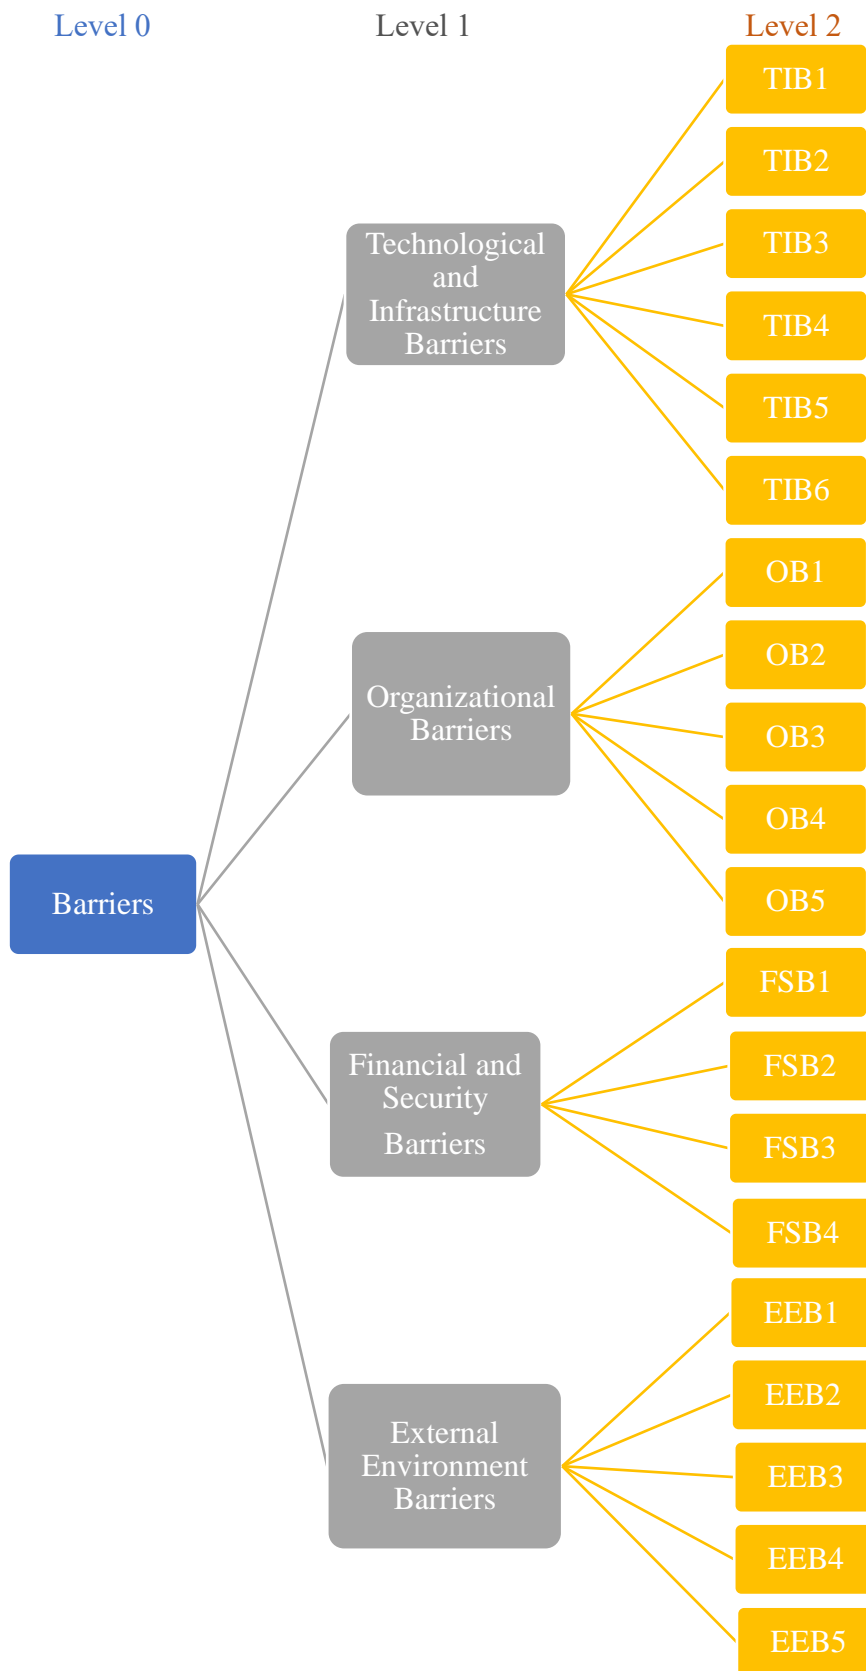 Level 0
Level 1
Level 2
Barriers
Technological
and
Infrastructure
Barriers
TIB1
TIB2
TIB3
TIB4
TIB5
TIB6
Organizational
Barriers
OB1
OB2
OB3
OB4
OB5
Financial and
Security
Barriers
FSB1
FSB2
FSB3
FSB4
External
Environment
Barriers
EEB1
EEB2
EEB3
EEB4
EEB5